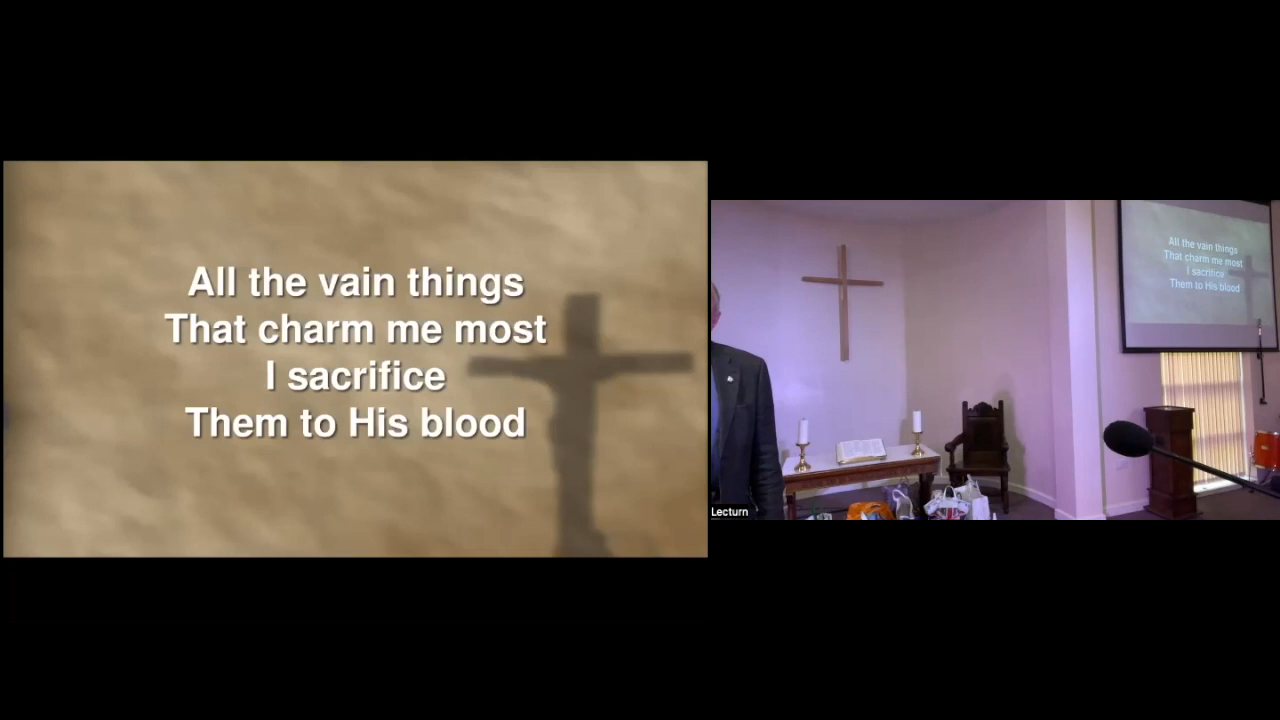 All the vain things
That charm me most
I sacrifice
Them to His blood
Lecturn
All the vain things
That charm me most
I sacrifice
Them to His blood